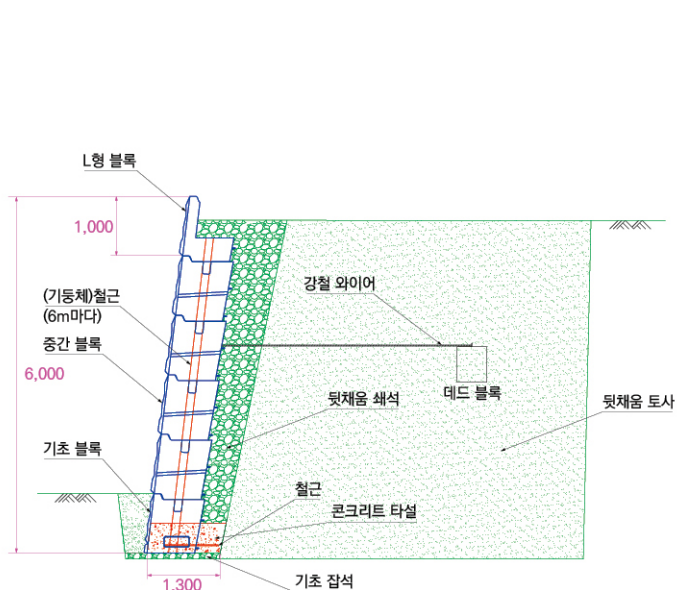 L형 블록
1,000
(기둥체)철근
(6m마다)
강철 와이어
중간 블록
6,000
데드 블록
뒷채움 쇄석
뒷채움 토사
기초 블록
철근
콘크리트 타설
1,300
기초 잡석